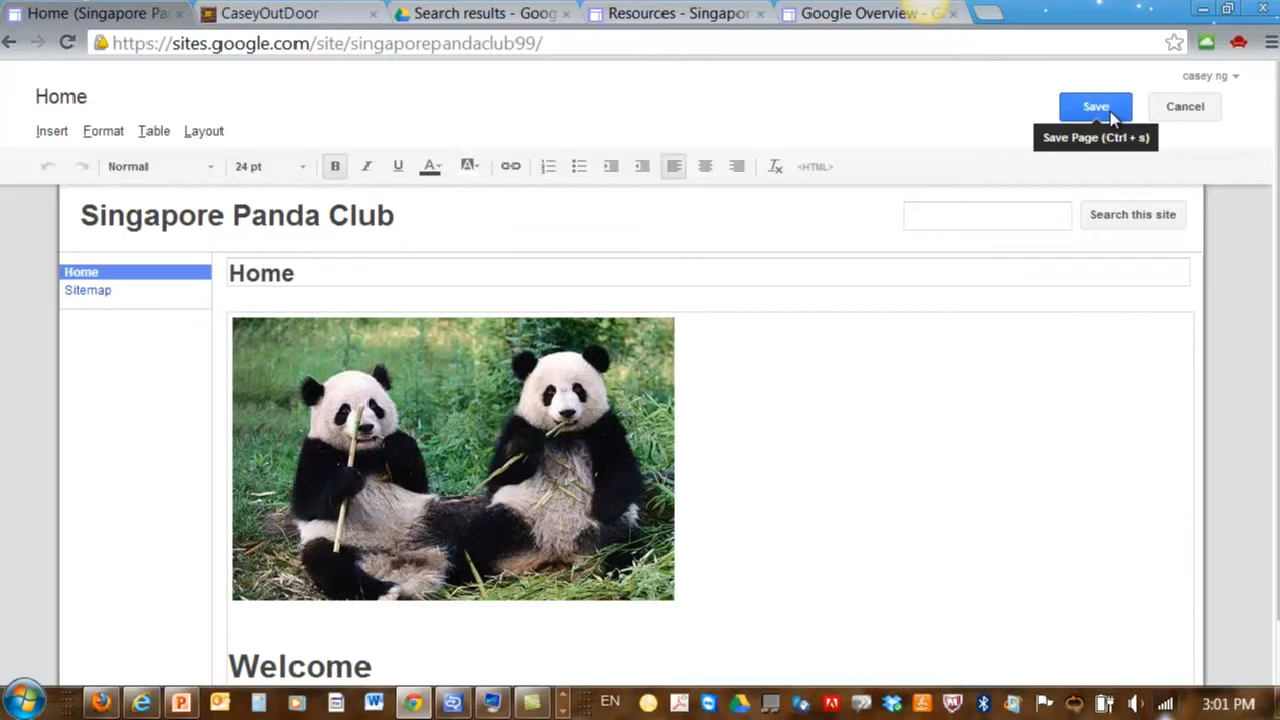 Home (Singapore Pa
CaseyOutDoor
Search results - Goog
Resources - Singapor
Google Overview - G
https://sites.google.com/site/singaporepandaclub99/
casey ng
Home
Save
Cancel
Insert Format Table Layout
Save Page (Ctrl + s)
Normal 24 pt B I U A A <HTML>
Singapore Panda Club
Search this site
Home
Sitemap
Home
Welcome
EN
3:01 PM